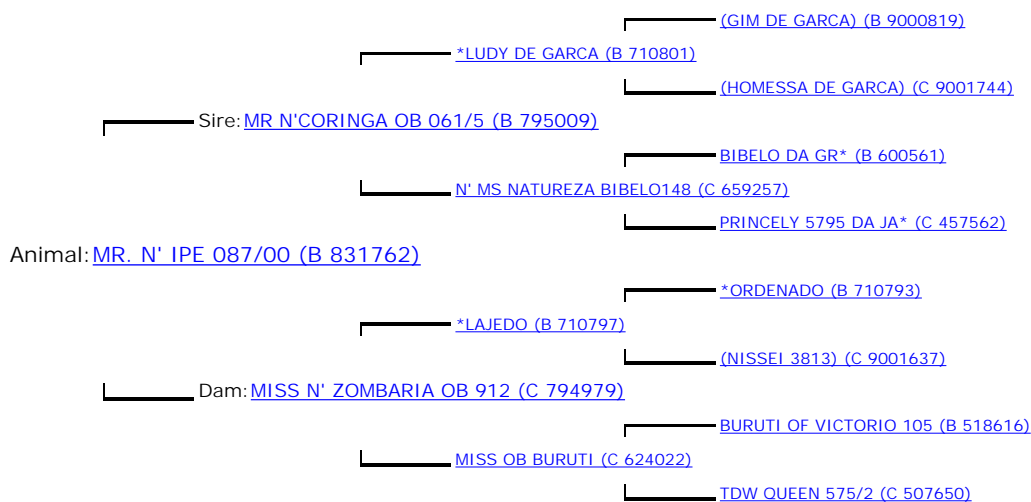 (GIM DE GARCA) (B 9000819)
*LUDY DE GARCA (B 710801)
(HOMESSA DE GARCA) (C 9001744)
Sire: MR N'CORINGA OB 061/5 (B 795009)
BIBELO DA GR* (B 600561)
N' MS NATUREZA BIBELO148 (C 659257)
PRINCELY 5795 DA JA* (C 457562)
Animal: MR. N' IPE 087/00 (B 831762)
*ORDENADO (B 710793)
*LAJEDO (B 710797)
(NISSEI 3813) (C 9001637)
Dam: MISS N' ZOMBARIA OB 912 (C 794979)
BURUTI OF VICTORIO 105 (B 518616)
MISS OB BURUTI (C 624022)
TDW QUEEN 575/2 (C 507650)